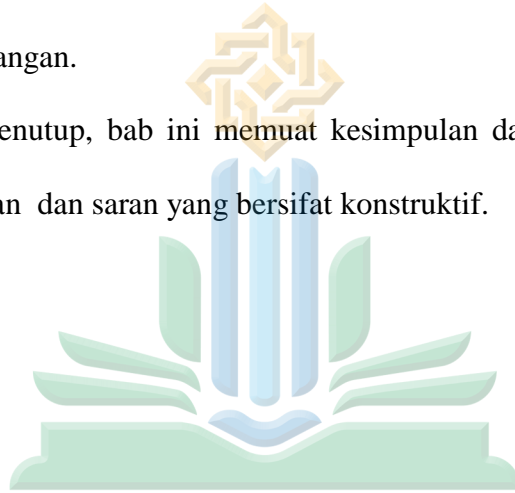 angan.
enutup, bab ini memuat kesimpulan da
an dan saran yang bersifat konstruktif.